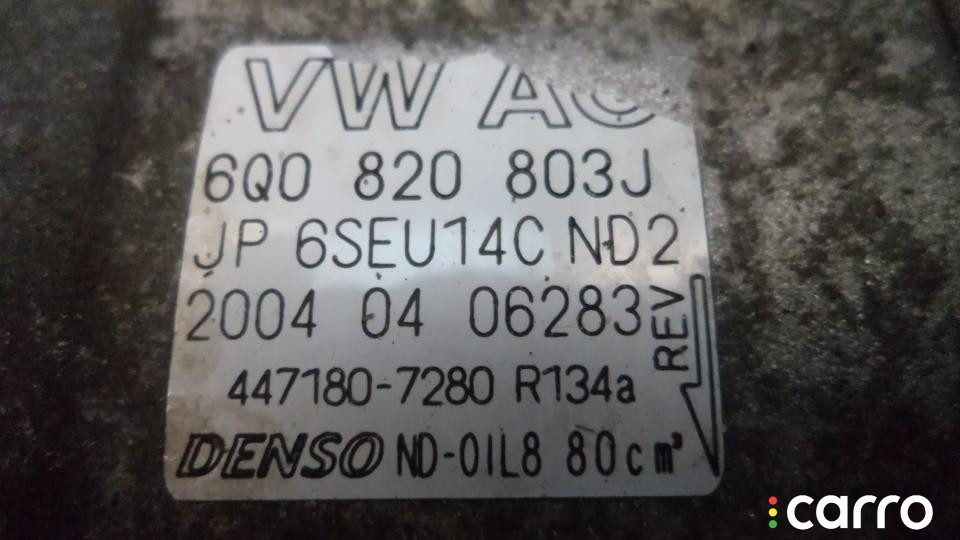 VW AG
6Q0 820 803J
JP 6SEU14C ND2
2004 04 06283
REV
447180-7280 R134a
DENSO ND-OIL8 80cm³
carro